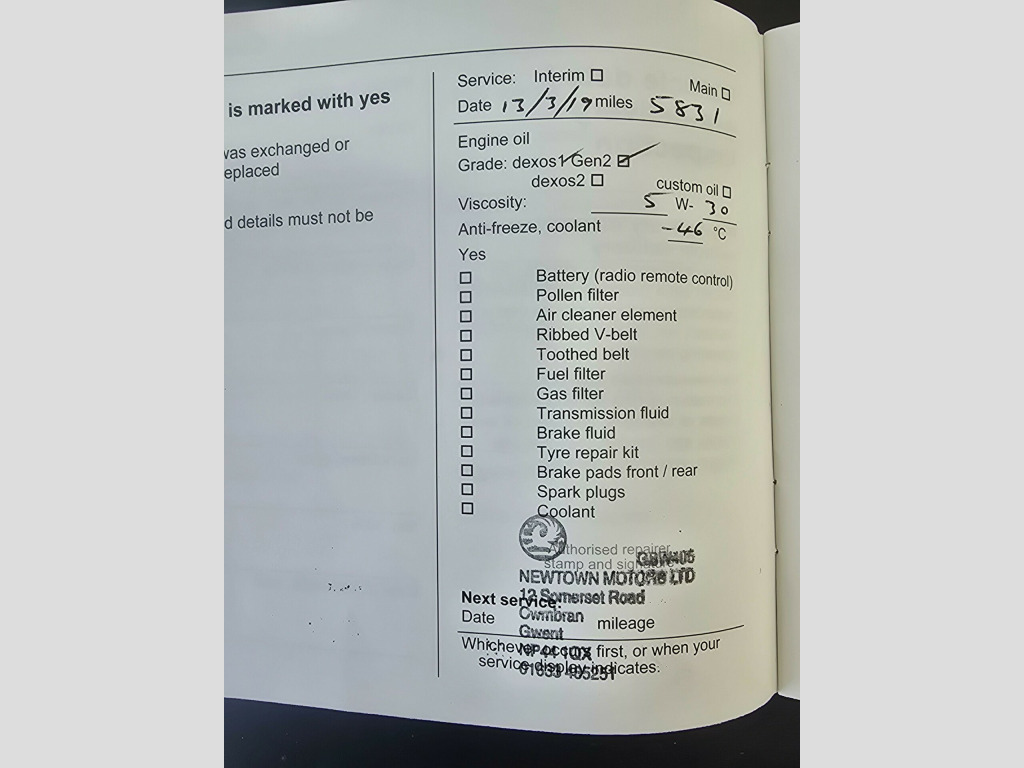 is marked with yes
was exchanged or
eplaced
d details must not be
Service: Interim ☐ Main ☐
Date 13/3/19 miles 5831
Engine oil
Grade: dexos1 Gen2 ☑
dexos2 ☐ custom oil ☐
Viscosity: 5 W- 30
Anti-freeze, coolant -46 °C
Yes
☐ Battery (radio remote control)
☐ Pollen filter
☐ Air cleaner element
☐ Ribbed V-belt
☐ Toothed belt
☐ Fuel filter
☐ Gas filter
☐ Transmission fluid
☐ Brake fluid
☐ Tyre repair kit
☐ Brake pads front / rear
☐ Spark plugs
☐ Coolant
Authorised repairer
stamp and signature
NEWTOWN MOTORS LTD
12 Somerset Road
Next service:
Cwmbran
Date mileage
Gwent
Whichever occurs first, or when your
NP44 1QX
service display indicates.
01633 485251